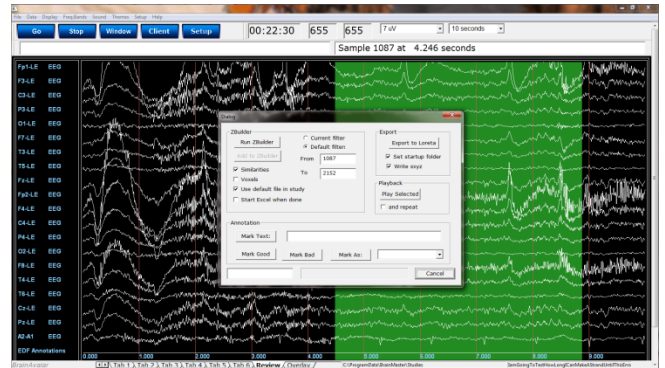 File Data Display Freq.Bands Sound Themes Setup Help
Go Stop Window Client Setup 00:22:30 655 655 7 uV 10 seconds
Sample 1087 at 4.246 seconds
Fp1-LE EEG
F3-LE EEG
C3-LE EEG
P3-LE EEG
O1-LE EEG
F7-LE EEG
T3-LE EEG
T5-LE EEG
Fz-LE EEG
Fp2-LE EEG
F4-LE EEG
C4-LE EEG
P4-LE EEG
O2-LE EEG
F8-LE EEG
T4-LE EEG
T6-LE EEG
Cz-LE EEG
Pz-LE EEG
A2-A1 EEG
EDF Annotations
ZBuilder
Run ZBuilder
Add to ZBuilder
Current filter
Default filter:
From 1087
To 2152
Similarities
Voxels
Use default file in study
Start Excel when done
Export
Export to Loreta
Set startup folder
Write sxyz
Playback
Play Selected
and repeat
Annotation
Mark Text:
Mark Good Mark Bad Mark As:
Cancel
0.000 1.000 2.000 3.000 4.000 5.000 6.000 7.000 8.000 9.000
BrainAvatar Tab 1 Tab 2 Tab 3 Tab 4 Tab 5 Tab 6 Review Overlay C:\ProgramData\BrainMaster\Studies